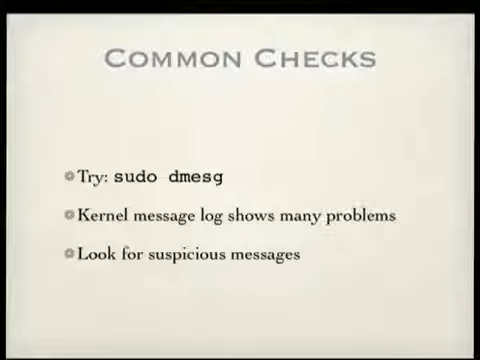 Common Checks
Try: sudo dmesg
Kernel message log shows many problems
Look for suspicious messages